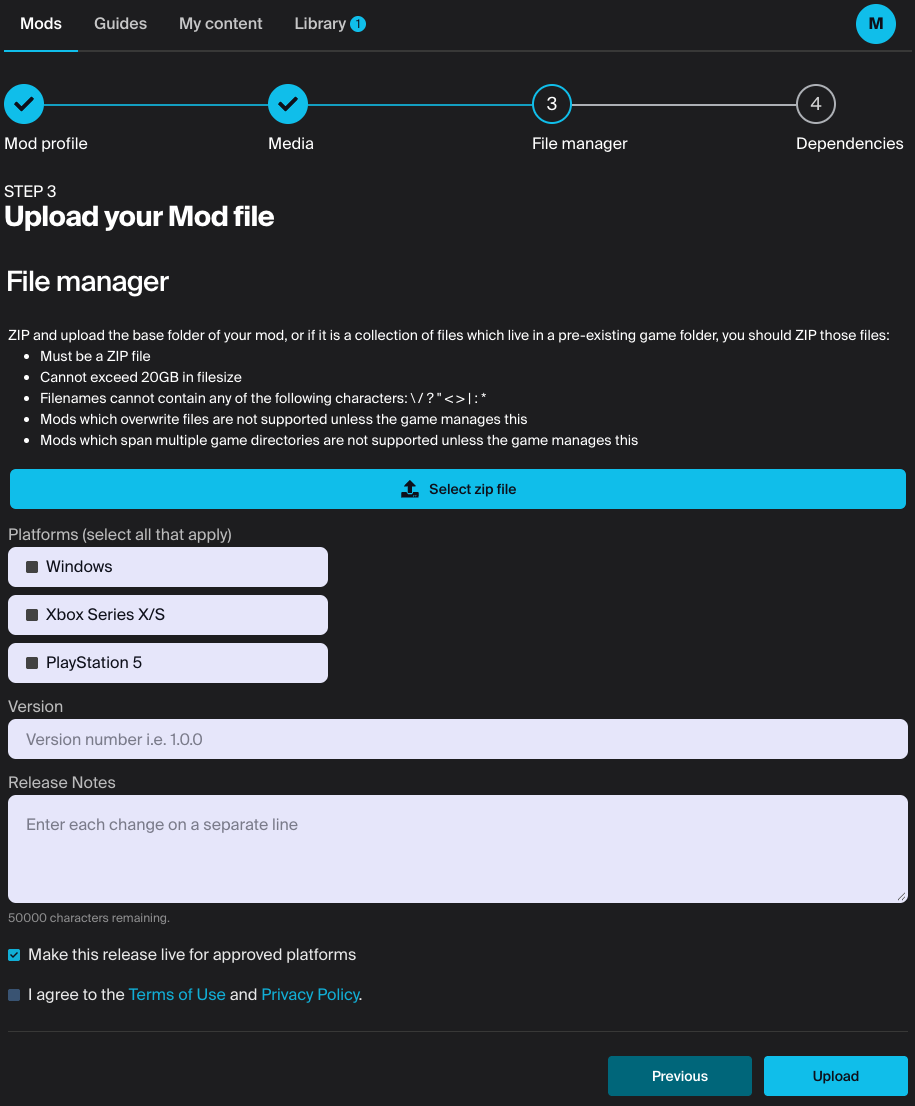 Mods Guides My content Library 1 M
3 4
Mod profile Media File manager Dependencies
STEP 3
Upload your Mod file
File manager
ZIP and upload the base folder of your mod, or if it is a collection of files which live in a pre-existing game folder, you should ZIP those files:
• Must be a ZIP file
• Cannot exceed 20GB in filesize
• Filenames cannot contain any of the following characters: \ / ? " < > | : *
• Mods which overwrite files are not supported unless the game manages this
• Mods which span multiple game directories are not supported unless the game manages this
Select zip file
Platforms (select all that apply)
Windows
Xbox Series X/S
PlayStation 5
Version
Version number i.e. 1.0.0
Release Notes
Enter each change on a separate line
50000 characters remaining.
Make this release live for approved platforms
I agree to the Terms of Use and Privacy Policy.
Previous Upload